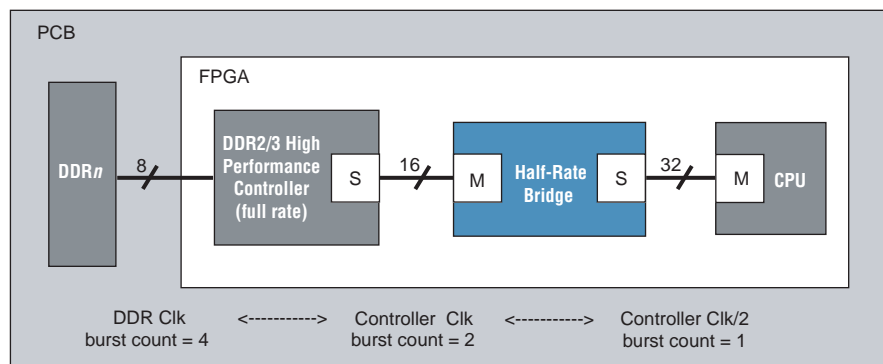 PCB
FPGA
DDRn
8
DDR2/3 High
Performance
Controller
(full rate)
S
16
M
Half-Rate
Bridge
S
32
M
CPU
DDR Clk <-----------> Controller Clk <-----------> Controller Clk/2
burst count = 4 burst count = 2 burst count = 1